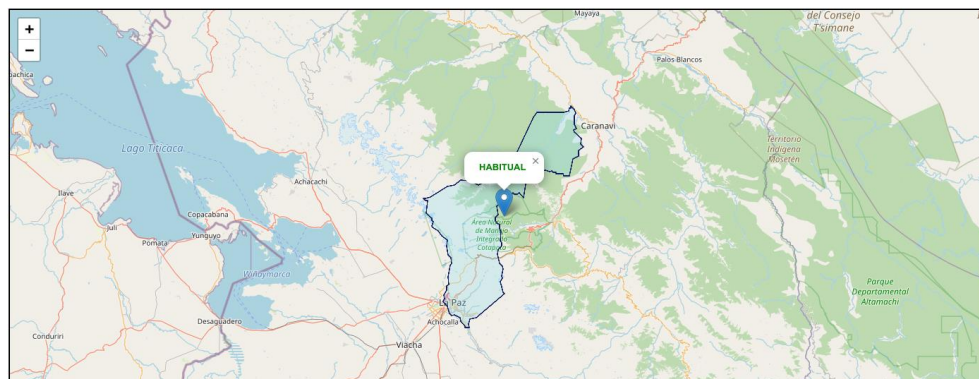 +
−
Mayaya
del Consejo
T'simane
Palos Blancos
Caranavi
Lago Titicaca
Territorio
Indígena
Mosetén
HABITUAL
×
Achacachi
Ilave
Copacabana
Juli
Yunguyo
Pomata
Wiñaymarca
Área Natural
de Manejo
Integrado
Cotapata
Parque
Departamental
Altamachi
La Paz
Achocalla
Desaguadero
Conduriri
Viacha